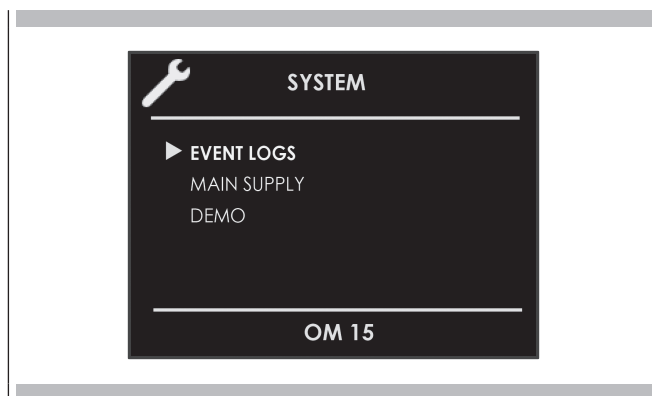 SYSTEM
EVENT LOGS
MAIN SUPPLY
DEMO
OM 15